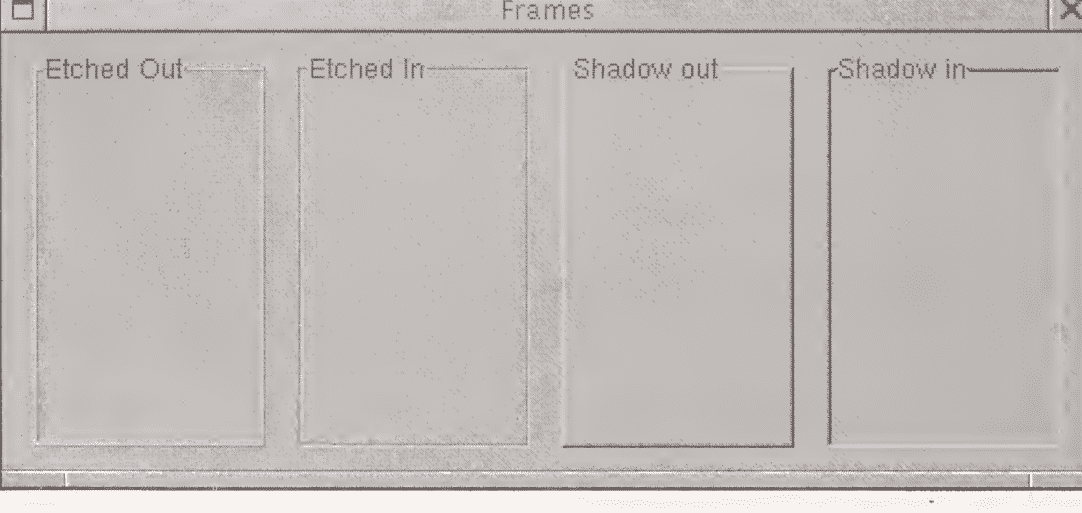 Frames
Etched Out
Etched In
Shadow out
Shadow in